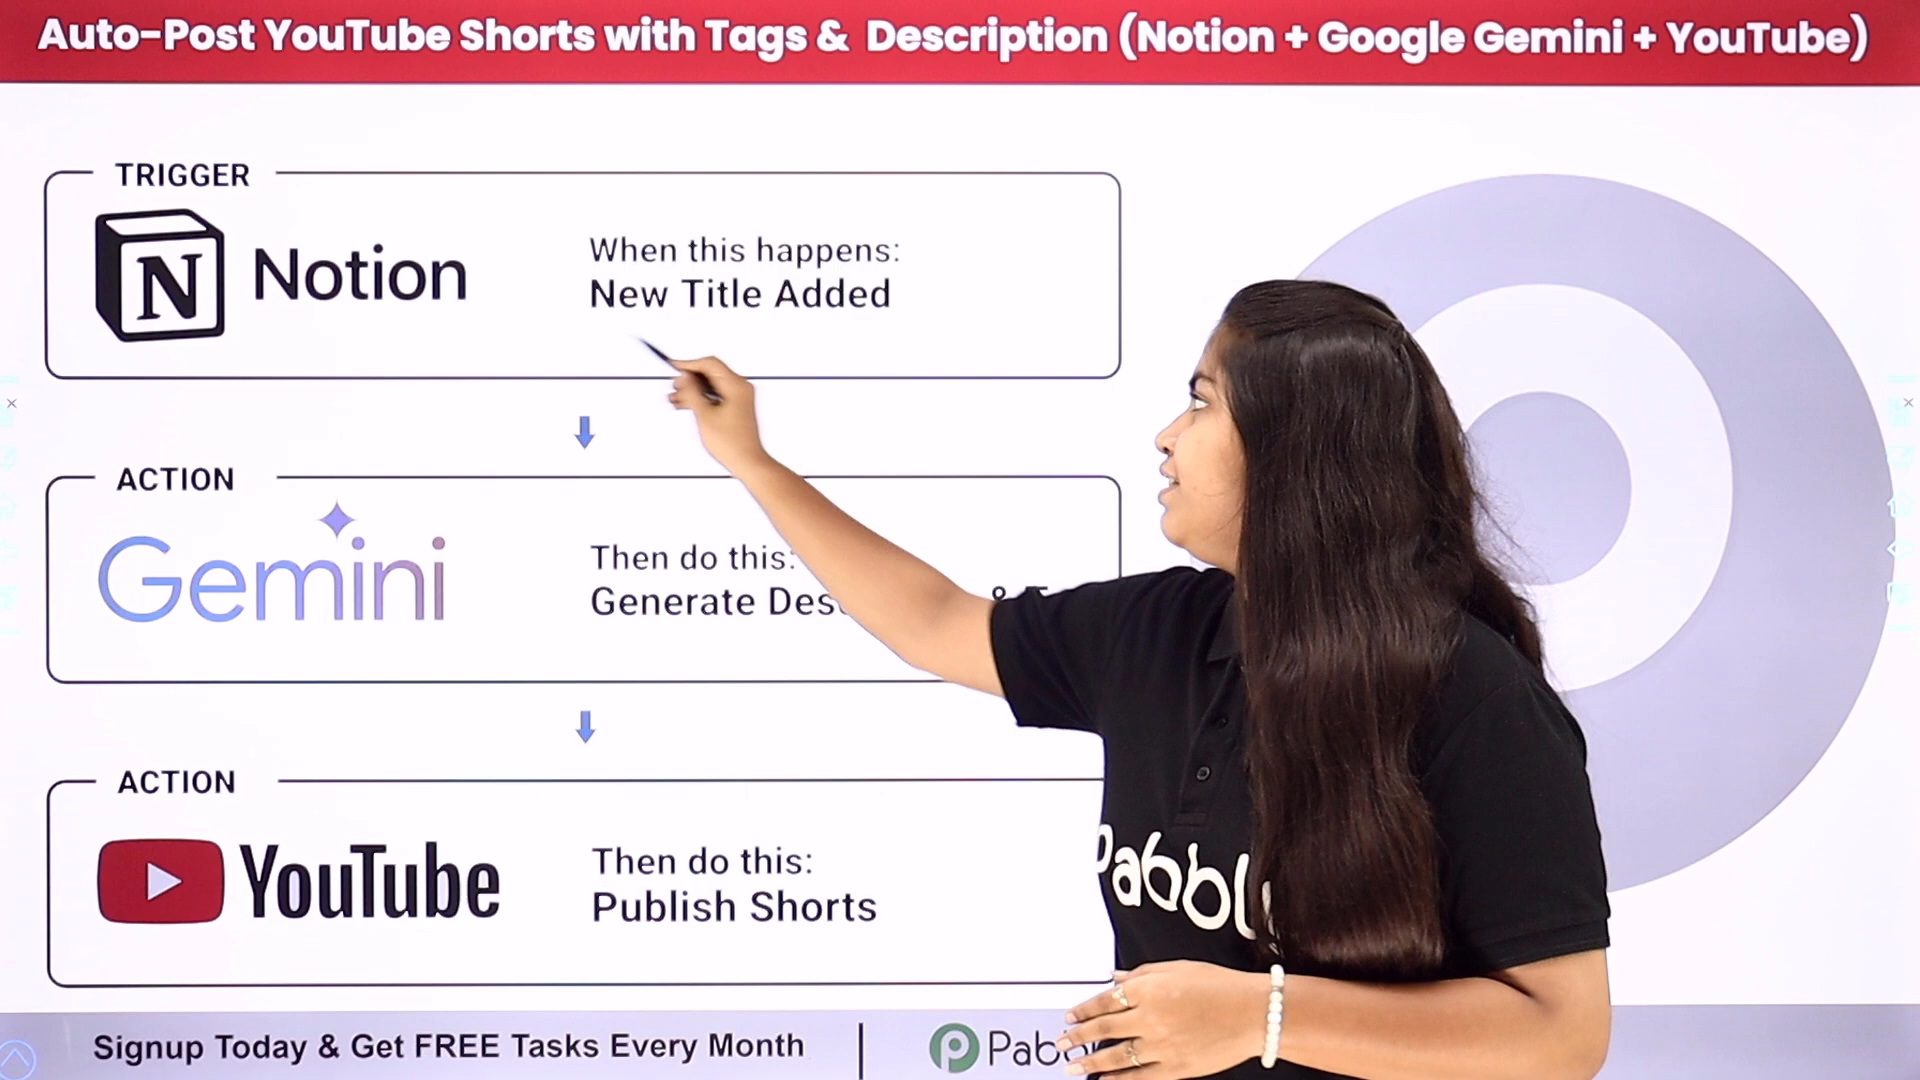 Auto-Post YouTube Shorts with Tags & Description (Notion + Google Gemini + YouTube)
TRIGGER
N Notion
When this happens:
New Title Added
ACTION
Gemini
Then do this:
Generate
ACTION
YouTube
Then do this:
Publish Shorts
Pabbl
Signup Today & Get FREE Tasks Every Month